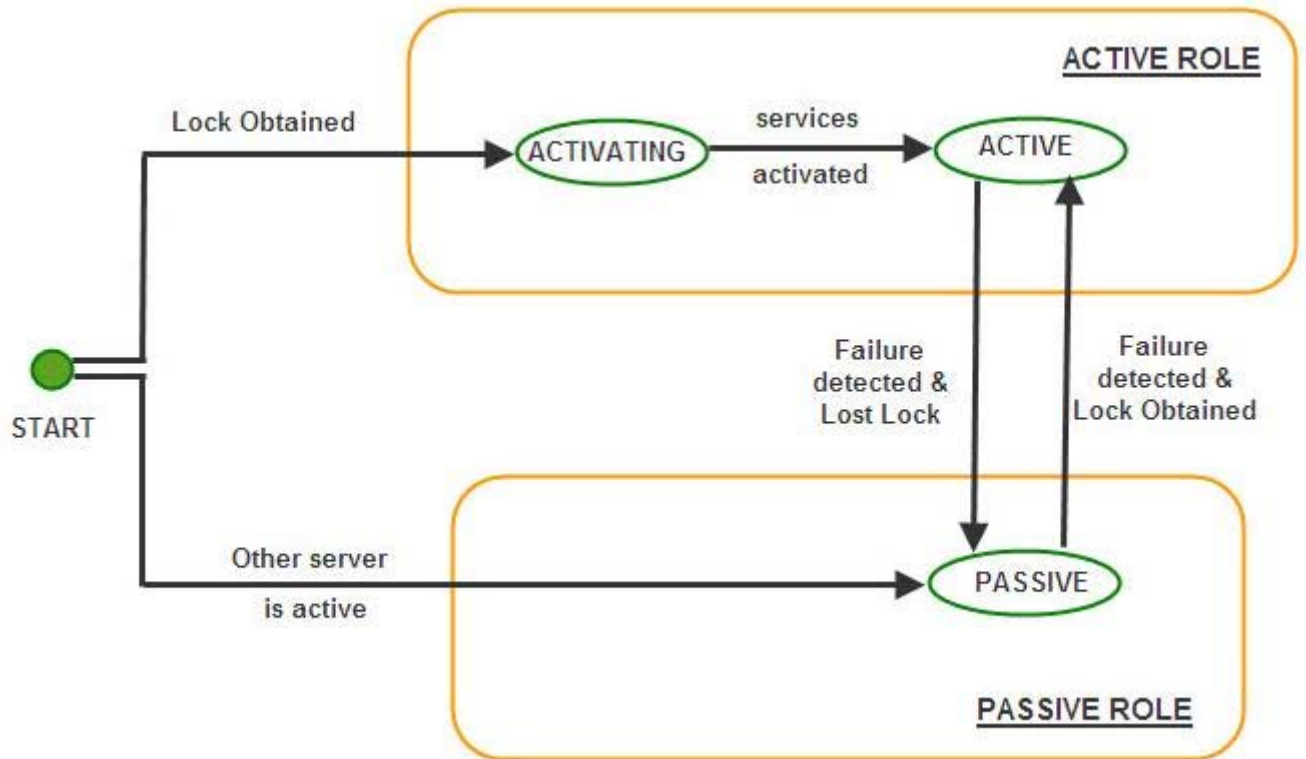 ACTIVE ROLE
Lock Obtained
services
ACTIVATING
ACTIVE
activated
Failure
detected &
Lost Lock
Failure
detected &
Lock Obtained
START
Other server
is active
PASSIVE
PASSIVE ROLE